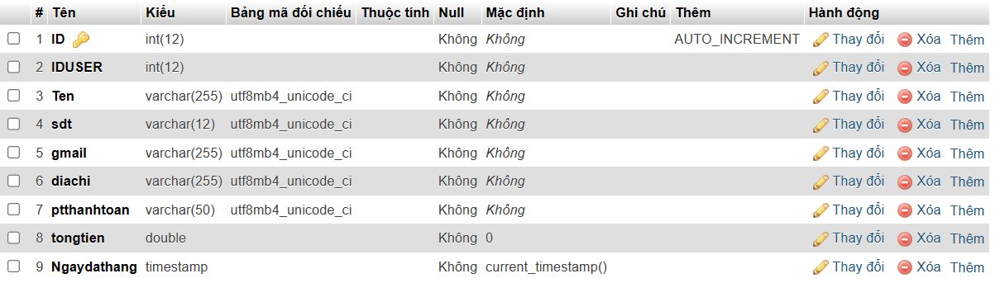 # Tên Kiểu Bảng mã đối chiếu Thuộc tính Null Mặc định Ghi chú Thêm Hành động
1 ID int(12) Không Không AUTO_INCREMENT Thay đổi Xóa Thêm
2 IDUSER int(12) Không Không Thay đổi Xóa Thêm
3 Ten varchar(255) utf8mb4_unicode_ci Không Không Thay đổi Xóa Thêm
4 sdt varchar(12) utf8mb4_unicode_ci Không Không Thay đổi Xóa Thêm
5 gmail varchar(255) utf8mb4_unicode_ci Không Không Thay đổi Xóa Thêm
6 diachi varchar(255) utf8mb4_unicode_ci Không Không Thay đổi Xóa Thêm
7 ptthanhtoan varchar(50) utf8mb4_unicode_ci Không Không Thay đổi Xóa Thêm
8 tongtien double Không 0 Thay đổi Xóa Thêm
9 Ngaydathang timestamp Không current_timestamp() Thay đổi Xóa Thêm